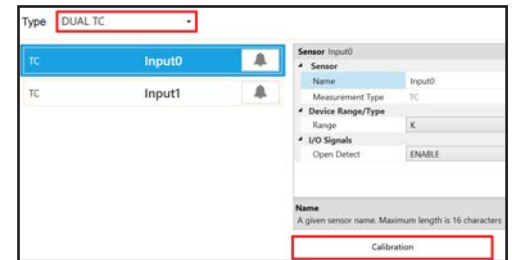 Type DUAL TC
TC Input0
TC Input1
Sensor Input0
Sensor
Name Input0
Measurement Type TC
Device Range/Type
Range K
I/O Signals
Open Detect ENABLE
Name
A given sensor name. Maximum length is 16 characters
Calibration